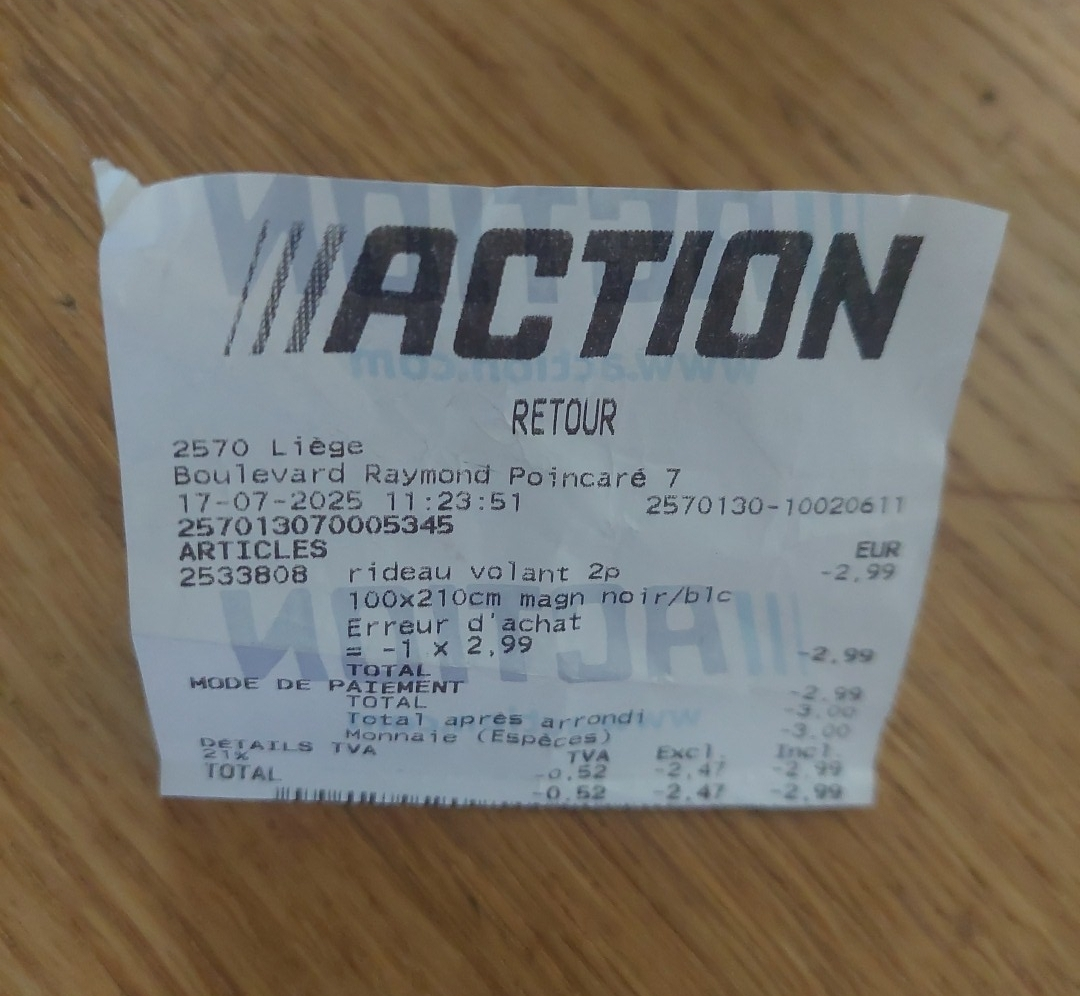 ACTION
RETOUR
2570 Liège
Boulevard Raymond Poincaré 7
17-07-2025 11:23:51 2570130-10020611
257013070005345
ARTICLES EUR
2533808 rideau volant 2p -2,99
100x210cm magn noir/blc
Erreur d'achat
= -1 x 2,99
TOTAL -2,99
MODE DE PAIEMENT
TOTAL -2,99
Total après arrondi -3,00
Monnaie (Espèces) -3,00
DÉTAILS TVA TVA Excl. Incl.
21% -0,52 -2,47 -2,99
TOTAL -0,52 -2,47 -2,99